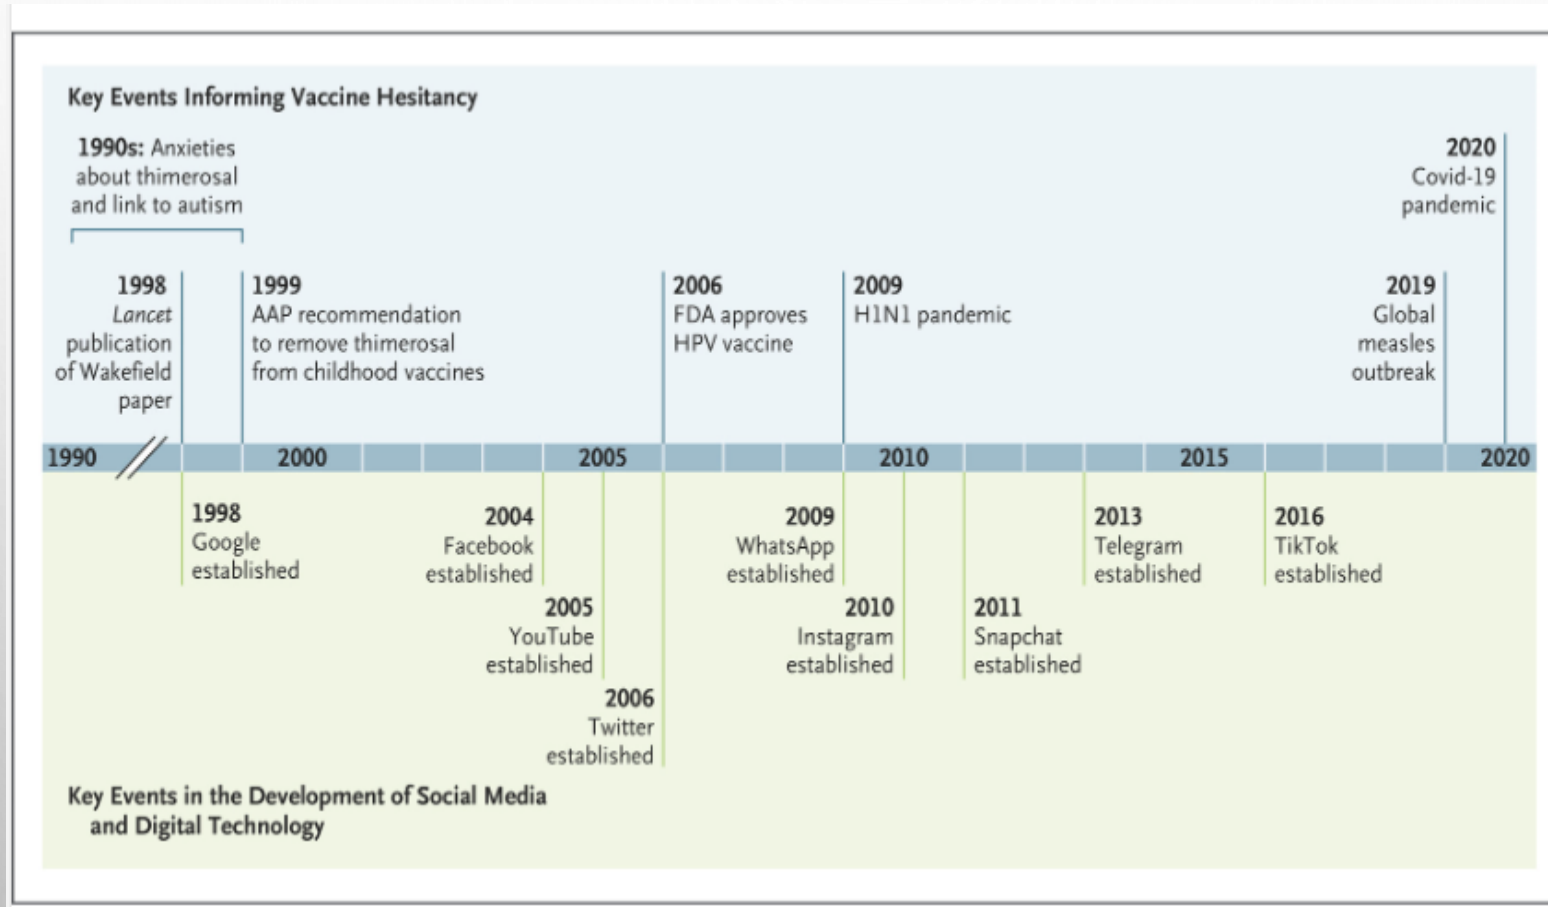 Key Events Informing Vaccine Hesitancy
1990s: Anxieties
about thimerosal
and link to autism
2020
Covid-19
pandemic
1998
Lancet
publication
of Wakefield
paper
1999
AAP recommendation
to remove thimerosal
from childhood vaccines
2006
FDA approves
HPV vaccine
2009
H1N1 pandemic
2019
Global
measles
outbreak
1990 2000 2005 2010 2015 2020
1998
Google
established
2004
Facebook
established
2005
YouTube
established
2006
Twitter
established
2009
WhatsApp
established
2010
Instagram
established
2011
Snapchat
established
2013
Telegram
established
2016
TikTok
established
Key Events in the Development of Social Media
and Digital Technology